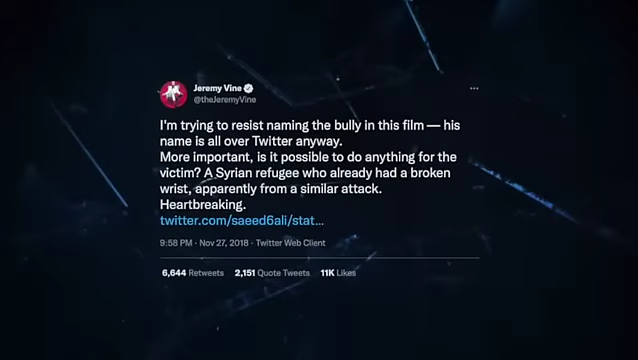 Jeremy Vine
@theJeremyVine
I'm trying to resist naming the bully in this film — his
name is all over Twitter anyway.
More important, is it possible to do anything for the
victim? A Syrian refugee who already had a broken
wrist, apparently from a similar attack.
Heartbreaking.
twitter.com/saeed6ali/stat...
9:58 PM · Nov 27, 2018 · Twitter Web Client
6,644 Retweets 2,151 Quote Tweets 11K Likes